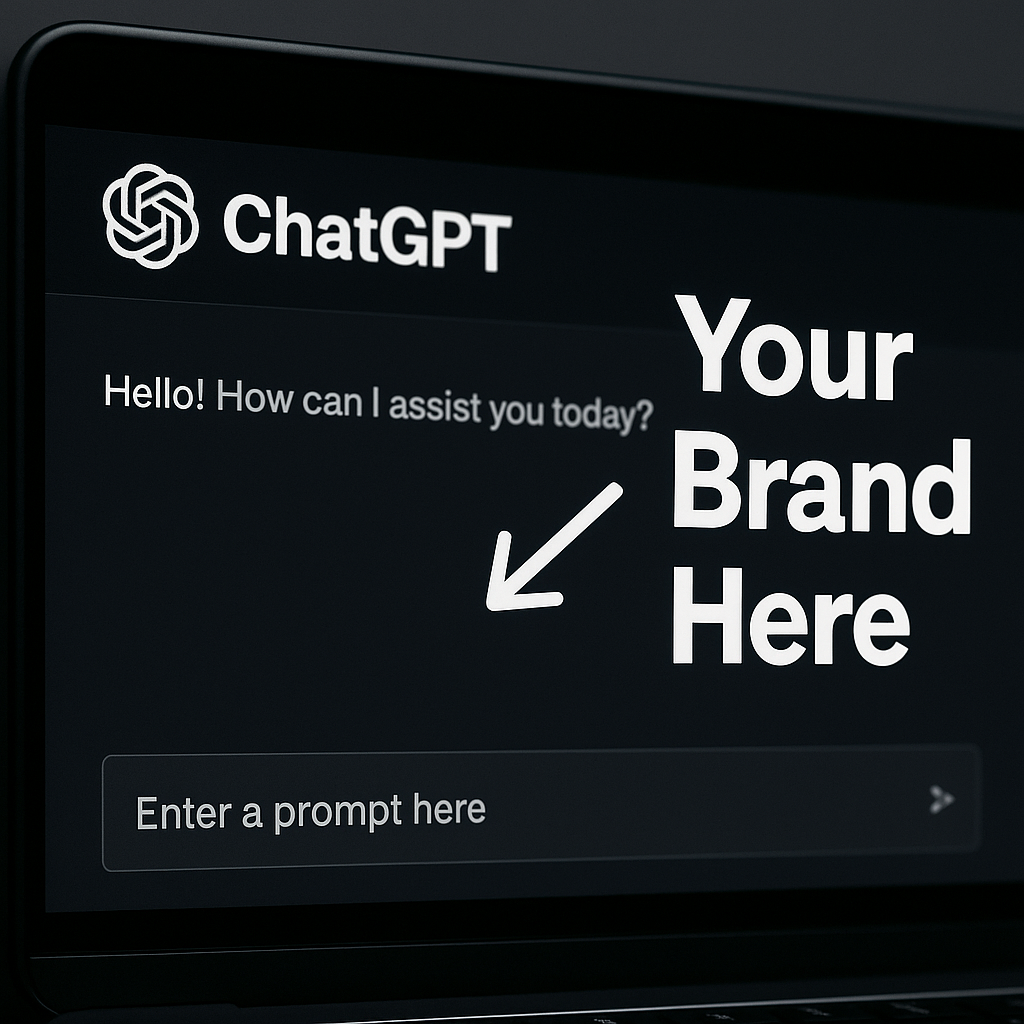 ChatGPT
Hello! How can I assist you today?
Your
Brand
Here
Enter a prompt here